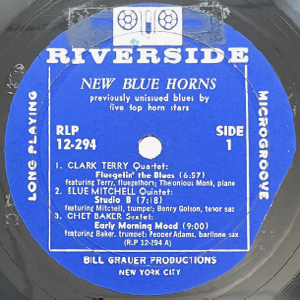 RIVERSIDE
NEW BLUE HORNS
previously unissued blues by
five top horn stars
LONG PLAYING
MICROGROOVE
RLP
12-294
SIDE
1
1. CLARK TERRY Quartet:
Fluegelin' the Blues (6:57)
featuring Terry, fluegelhorn; Thelonious Monk, piano
2. BLUE MITCHELL Quintet:
Studio B (7:18)
featuring Mitchell, trumpet; Benny Golson, tenor sax
3. CHET BAKER Sextet:
Early Morning Mood (9:00)
featuring Baker, trumpet; Pepper Adams, baritone sax
(RLP 12-294 A)
BILL GRAUER PRODUCTIONS
NEW YORK CITY